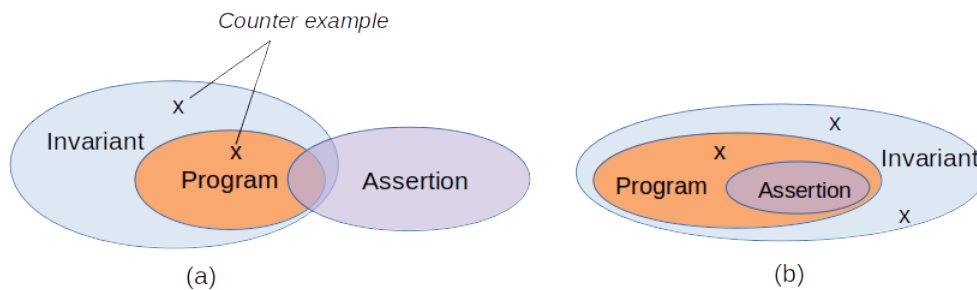 Counter example
x
Invariant
x
Program
Assertion
(a)
x
x
Invariant
Program
Assertion
x
(b)